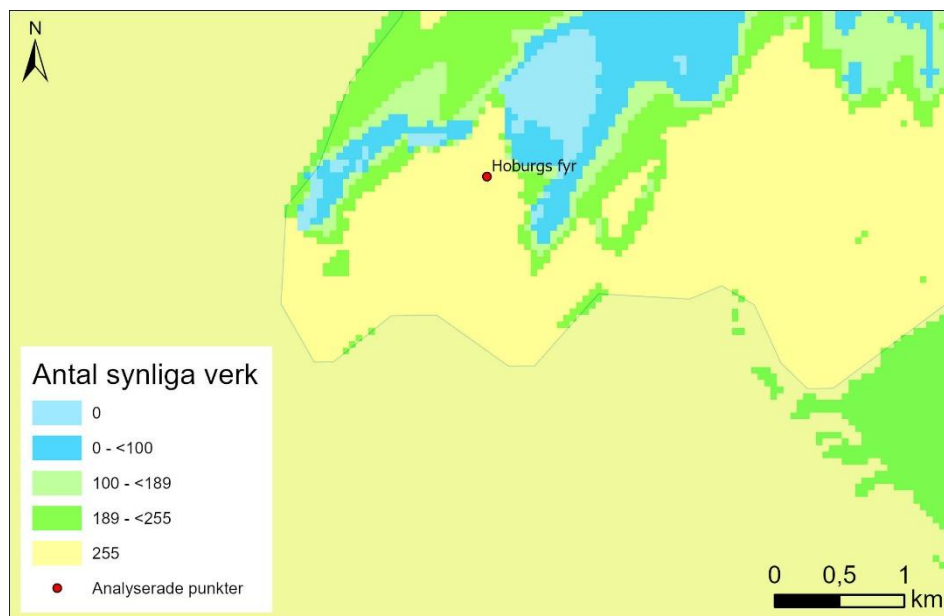 N
Hoburgs fyr
Antal synliga verk
0
0 - <100
100 - <189
189 - <255
255
Analyserade punkter
0 0,5 1
km